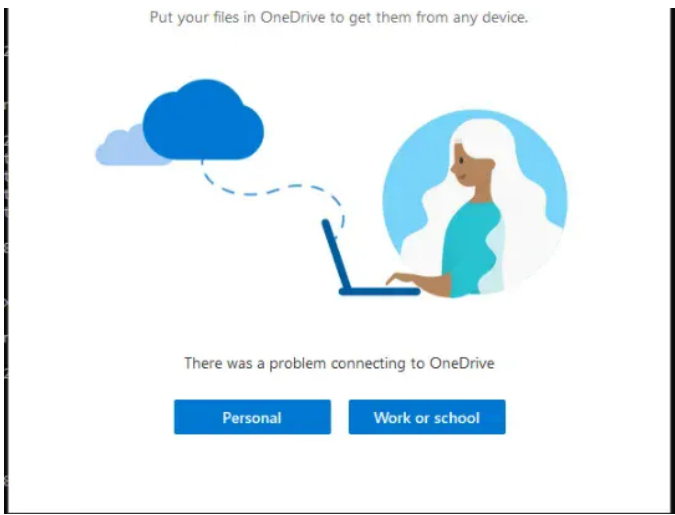 Put your files in OneDrive to get them from any device.
There was a problem connecting to OneDrive
Personal
Work or school